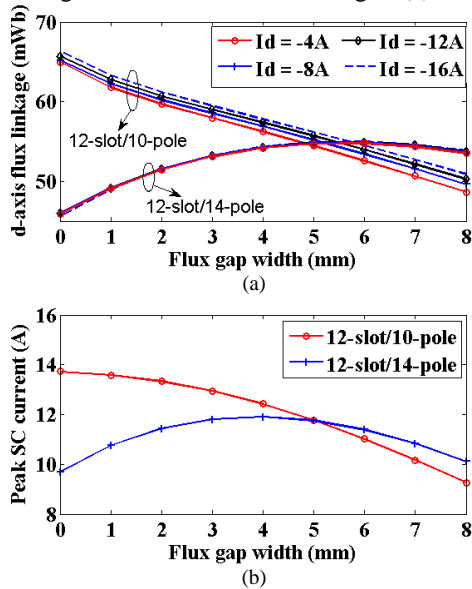 70
60
50
d-axis flux linkage (mWb)
Id = -4A
Id = -12A
Id = -8A
Id = -16A
12-slot/10-pole
12-slot/14-pole
0 1 2 3 4 5 6 7 8
Flux gap width (mm)
(a)
16
14
12
10
8
Peak SC current (A)
12-slot/10-pole
12-slot/14-pole
0 1 2 3 4 5 6 7 8
Flux gap width (mm)
(b)